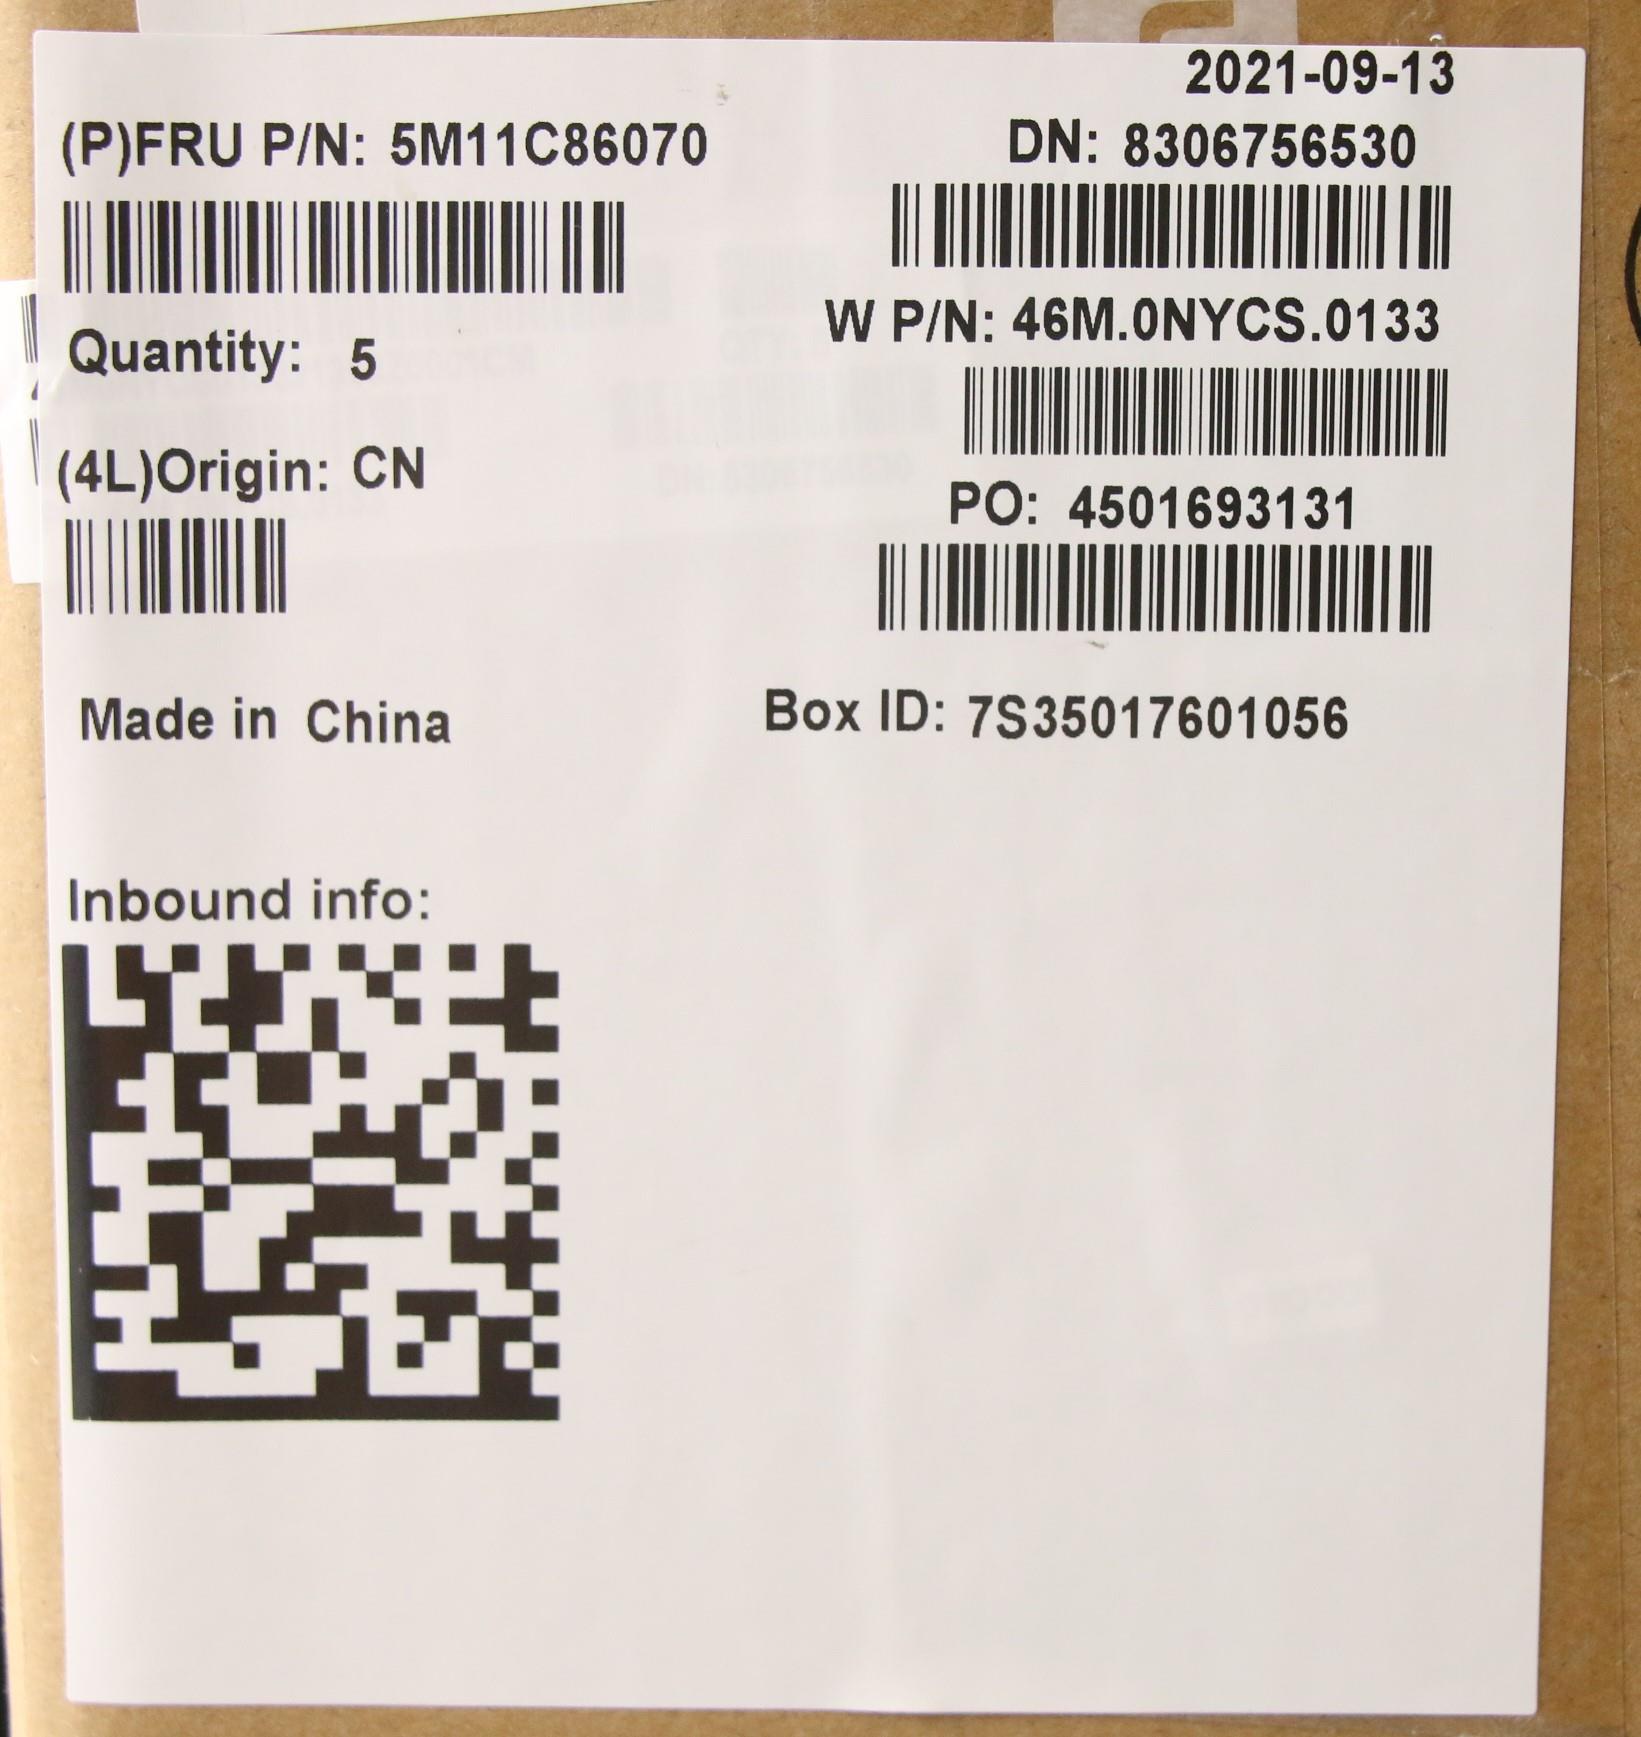 2021-09-13
(P)FRU P/N: 5M11C86070
DN: 8306756530
W P/N: 46M.0NYCS.0133
Quantity: 5
(4L)Origin: CN
PO: 4501693131
Made in China
Box ID: 7S35017601056
Inbound info: